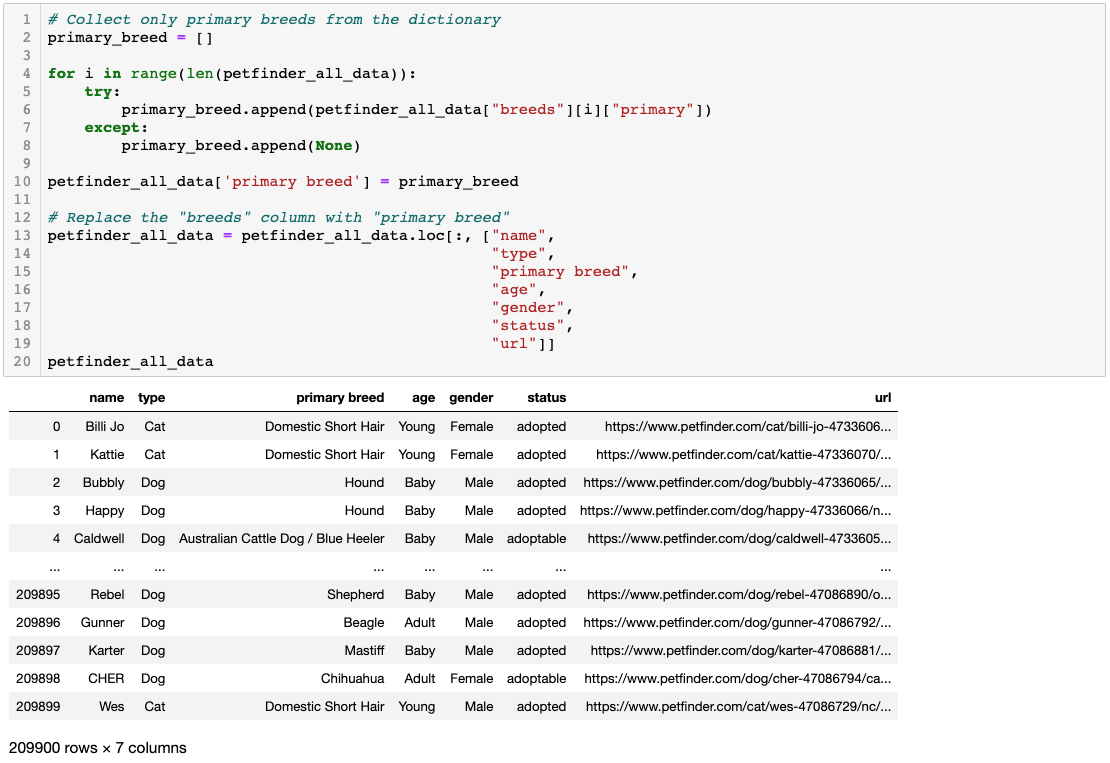 1 # Collect only primary breeds from the dictionary
2 primary_breed = []
3
4 for i in range(len(petfinder_all_data)):
5     try:
6         primary_breed.append(petfinder_all_data["breeds"][i]["primary"])
7     except:
8         primary_breed.append(None)
9
10 petfinder_all_data['primary breed'] = primary_breed
11
12 # Replace the "breeds" column with "primary breed"
13 petfinder_all_data = petfinder_all_data.loc[:, ["name",
14                                                 "type",
15                                                 "primary breed",
16                                                 "age",
17                                                 "gender",
18                                                 "status",
19                                                 "url"]]
20 petfinder_all_data
name type primary breed age gender status url
0 Billi Jo Cat Domestic Short Hair Young Female adopted https://www.petfinder.com/cat/billi-jo-4733606...
1 Kattie Cat Domestic Short Hair Young Female adopted https://www.petfinder.com/cat/kattie-47336070/...
2 Bubbly Dog Hound Baby Male adopted https://www.petfinder.com/dog/bubbly-47336065/...
3 Happy Dog Hound Baby Male adopted https://www.petfinder.com/dog/happy-47336066/n...
4 Caldwell Dog Australian Cattle Dog / Blue Heeler Baby Male adoptable https://www.petfinder.com/dog/caldwell-4733605...
... ... ... ... ... ... ... ...
209895 Rebel Dog Shepherd Baby Male adopted https://www.petfinder.com/dog/rebel-47086890/o...
209896 Gunner Dog Beagle Adult Male adopted https://www.petfinder.com/dog/gunner-47086792/...
209897 Karter Dog Mastiff Baby Male adopted https://www.petfinder.com/dog/karter-47086881/...
209898 CHER Dog Chihuahua Adult Female adoptable https://www.petfinder.com/dog/cher-47086794/ca...
209899 Wes Cat Domestic Short Hair Young Male adopted https://www.petfinder.com/cat/wes-47086729/nc/...
209900 rows × 7 columns